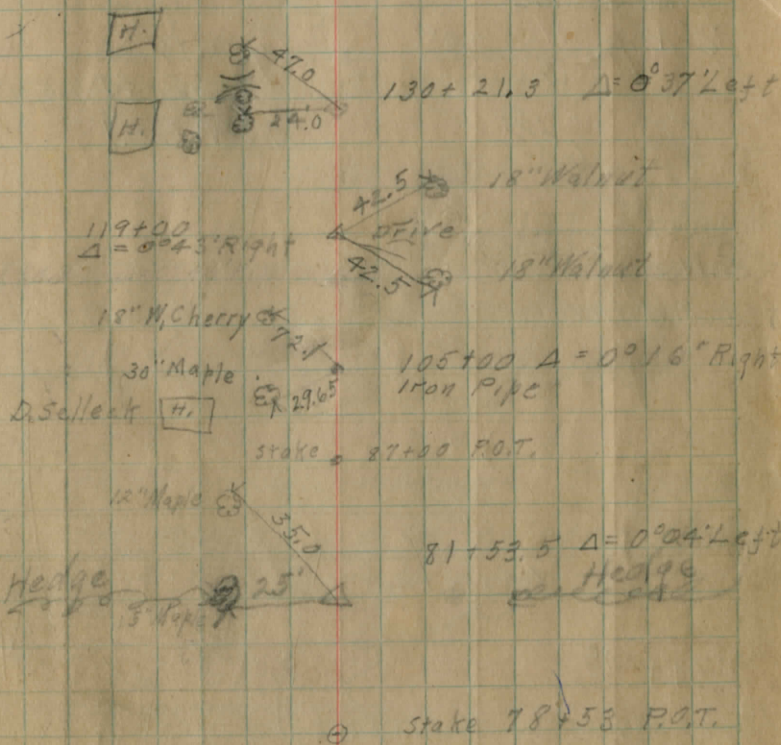 H.
47.0
130+21.3 Δ=0°37'Left
H.
24.0
42.5 18"Walnut
119+00 Drive
Δ=0°43'Right
42.5 18"Walnut
18" W. Cherry 72.1
105+00 Δ=0°16'Right
30" Maple Iron Pipe
29.65
D. Selleck H.
stake 87+00 P.O.T.
12"Maple
35.0
81+53.5 Δ=0°04'Left
Hedge 25' Hedge
Maple
Stake 78+53 P.O.T.